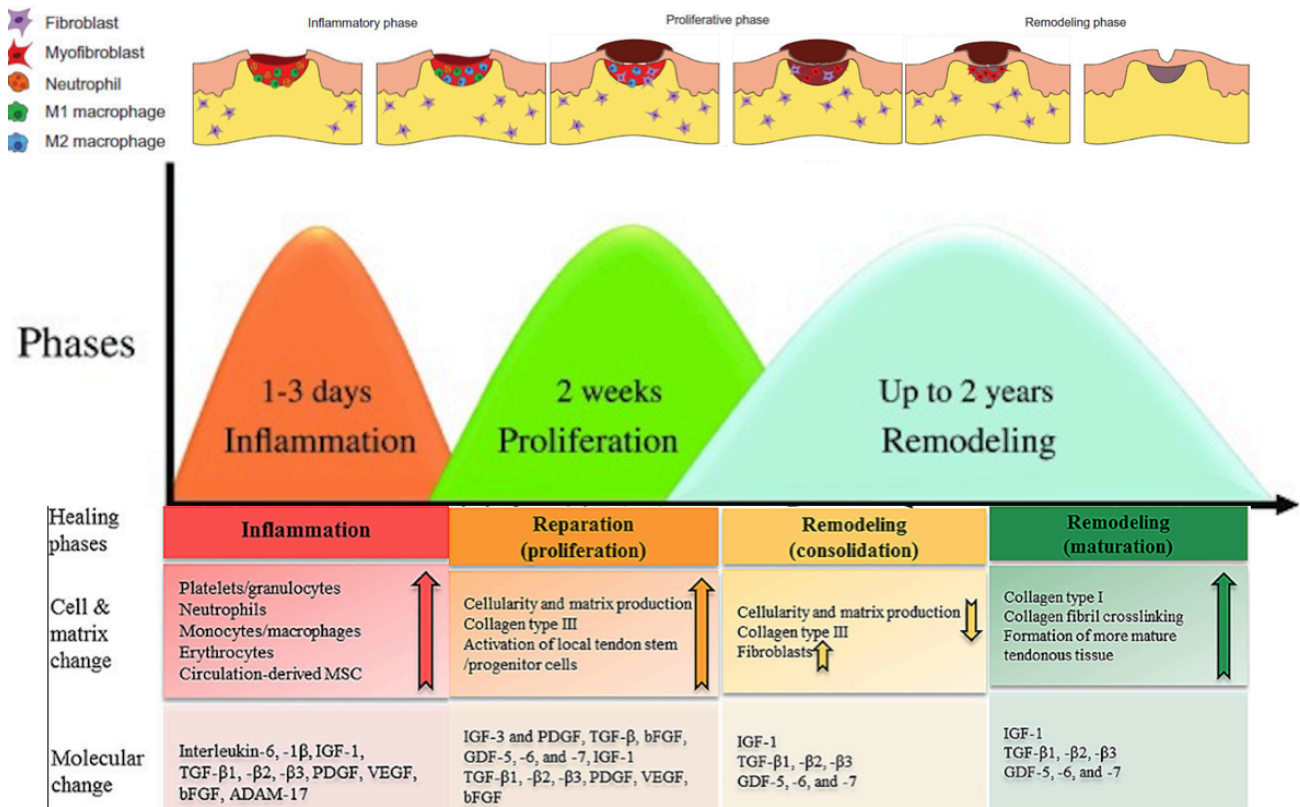 Fibroblast
Myofibroblast
Neutrophil
M1 macrophage
M2 macrophage
Inflammatory phase
Proliferative phase
Remodeling phase
Phases
1-3 days
Inflammation
2 weeks
Proliferation
Up to 2 years
Remodeling
Healing
phases
Inflammation
Reparation
(proliferation)
Remodeling
(consolidation)
Remodeling
(maturation)
Cell &
matrix
change
Platelets/granulocytes
Neutrophils
Monocytes/macrophages
Erythrocytes
Circulation-derived MSC
Cellularity and matrix production
Collagen type III
Activation of local tendon stem
/progenitor cells
Cellularity and matrix production
Collagen type III
Fibroblasts
Collagen type I
Collagen fibril crosslinking
Formation of more mature
tendonous tissue
Molecular
change
Interleukin-6, -1β, IGF-1,
TGF-β1, -β2, -β3, PDGF, VEGF,
bFGF, ADAM-17
IGF-3 and PDGF, TGF-β, bFGF,
GDF-5, -6, and -7, IGF-1
TGF-β1, -β2, -β3, PDGF, VEGF,
bFGF
IGF-1
TGF-β1, -β2, -β3
GDF-5, -6, and -7
IGF-1
TGF-β1, -β2, -β3
GDF-5, -6, and -7